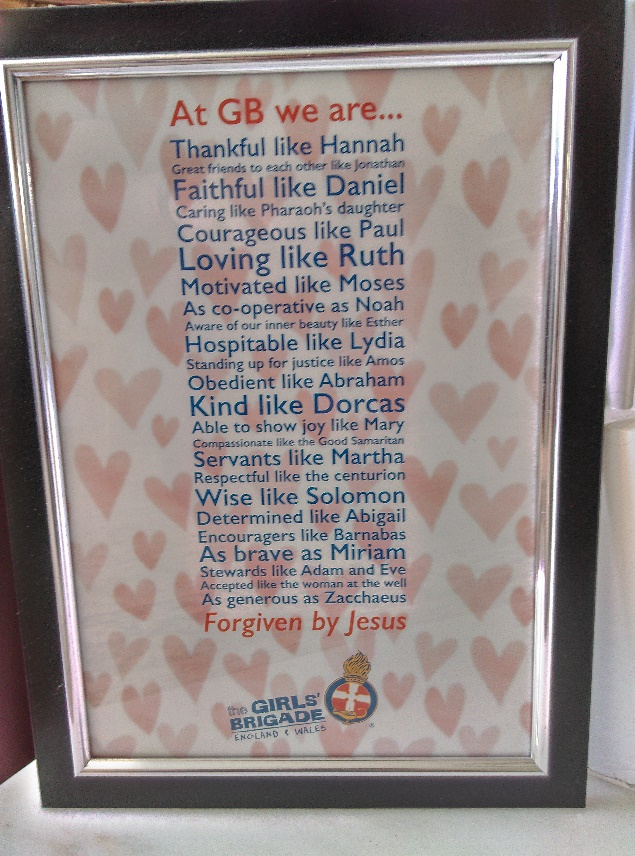 At GB we are...
Thankful like Hannah
Great friends to each other like Jonathan
Faithful like Daniel
Caring like Pharaoh's daughter
Courageous like Paul
Loving like Ruth
Motivated like Moses
As co-operative as Noah
Aware of our inner beauty like Esther
Hospitable like Lydia
Standing up for justice like Amos
Obedient like Abraham
Kind like Dorcas
Able to show joy like Mary
Compassionate like the Good Samaritan
Servants like Martha
Respectful like the centurion
Wise like Solomon
Determined like Abigail
Encouragers like Barnabas
As brave as Miriam
Stewards like Adam and Eve
Accepted like the woman at the well
As generous as Zacchaeus
Forgiven by Jesus
the GIRLS'
BRIGADE
ENGLAND & WALES